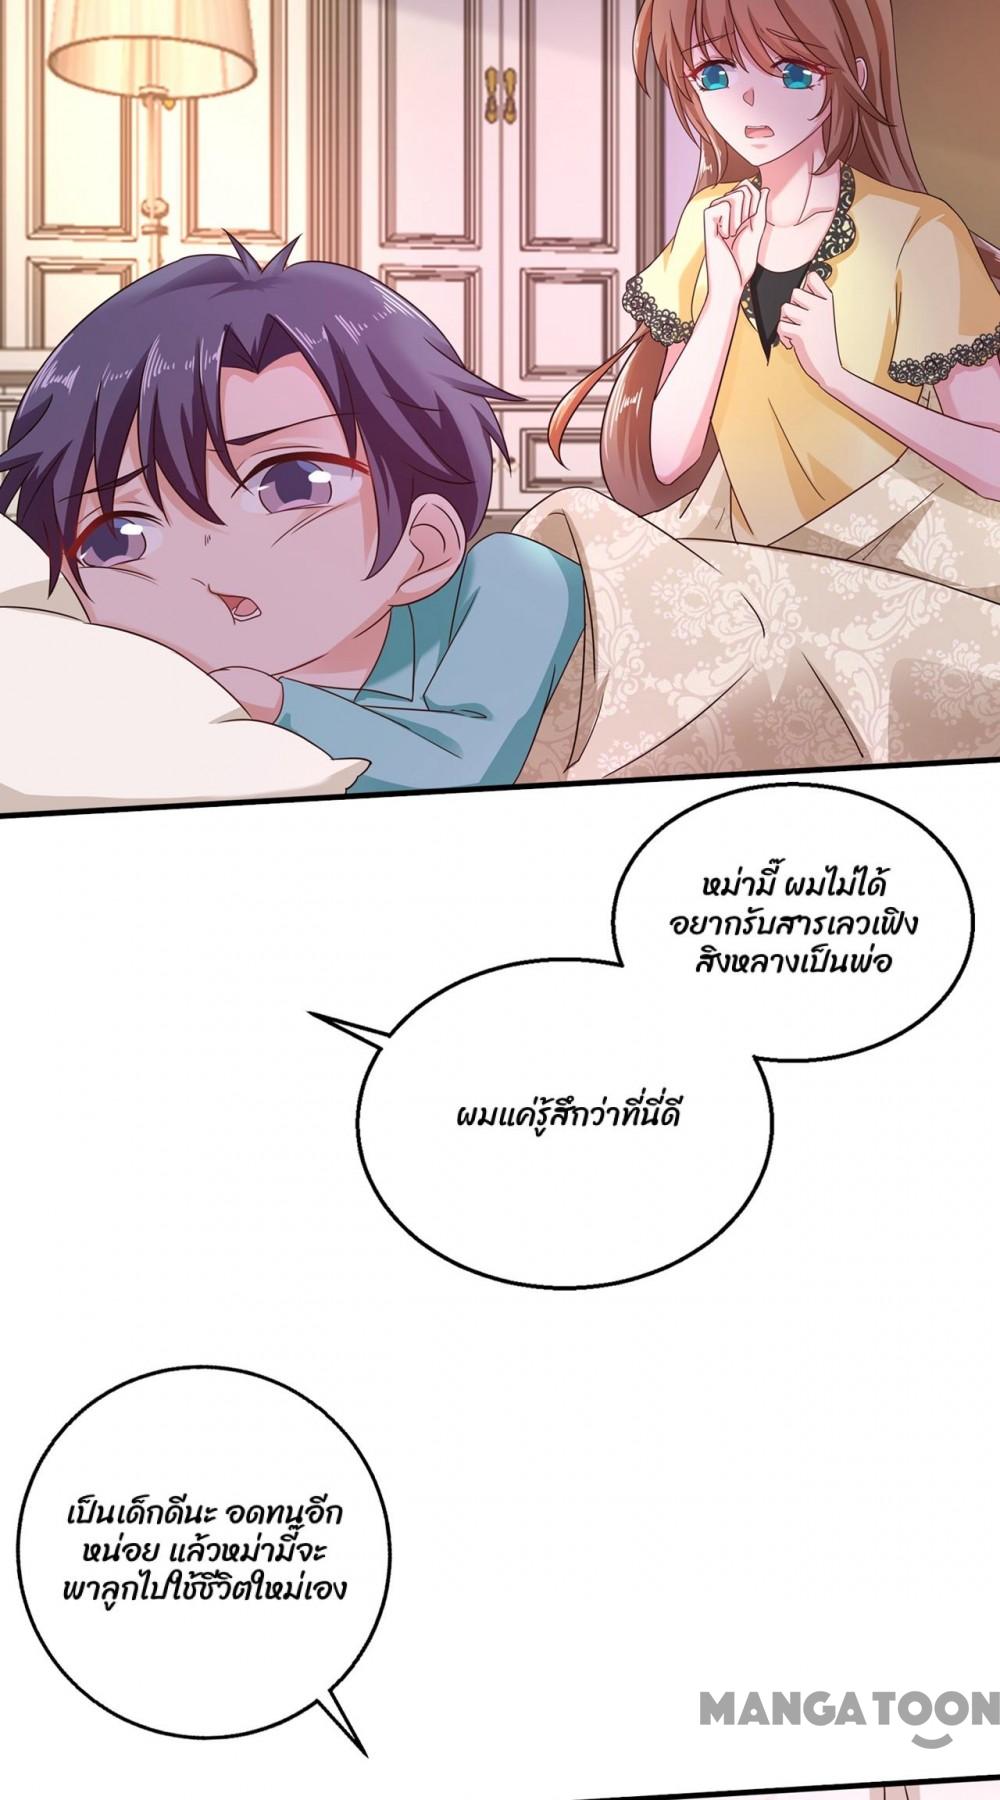 หม่ามี๊ ผมไม่ได้
อยากรับสารเลวเฟิง
สิงหลางเป็นพ่อ
ผมแค่รู้สึกว่าที่นี่ดี
เป็นเด็กดีนะ อดทนอีก
หน่อย แล้วหม่ามี๊จะ
พาลูกไปใช้ชีวิตใหม่เอง
MANGATOON